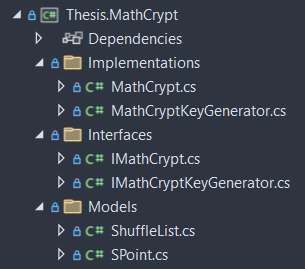 Thesis.MathCrypt
Dependencies
Implementations
C# MathCrypt.cs
C# MathCryptKeyGenerator.cs
Interfaces
C# IMathCrypt.cs
C# IMathCryptKeyGenerator.cs
Models
C# ShuffleList.cs
C# SPoint.cs